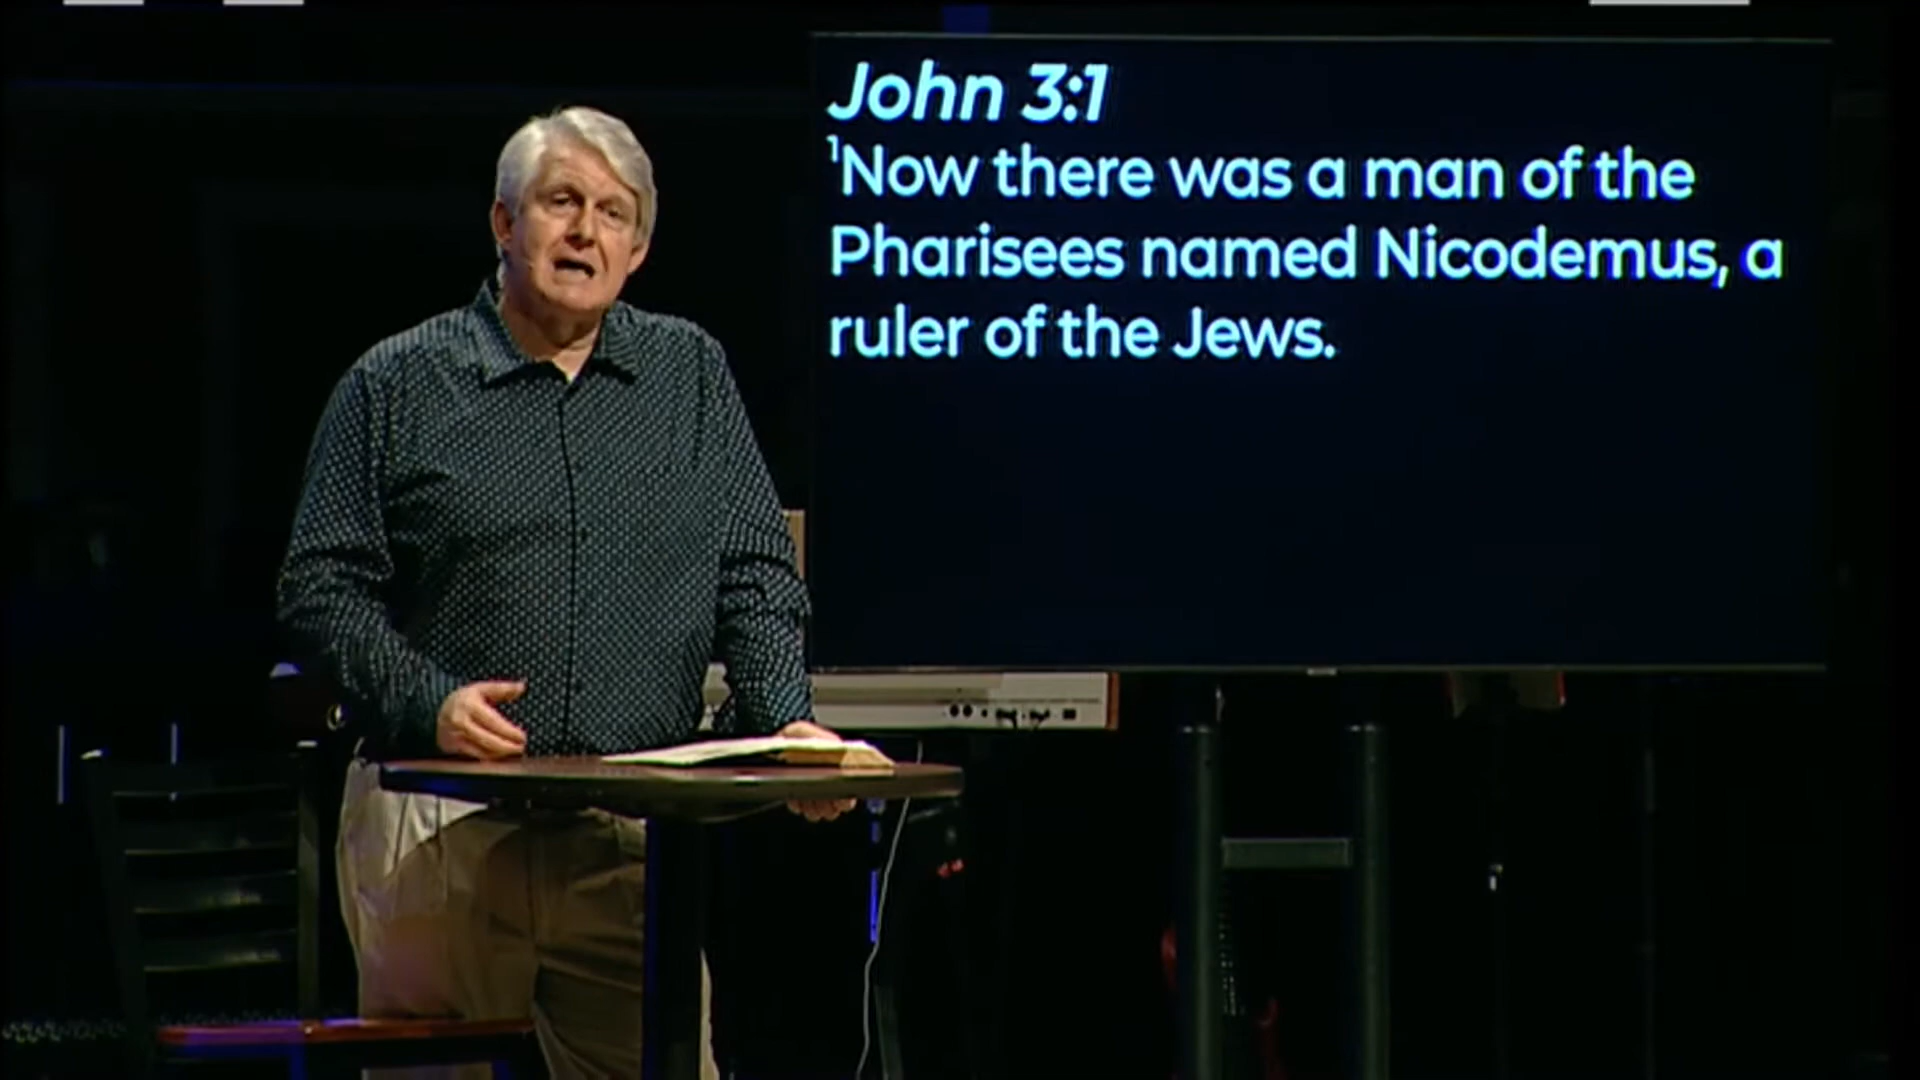 John 3:1
¹Now there was a man of the
Pharisees named Nicodemus, a
ruler of the Jews.